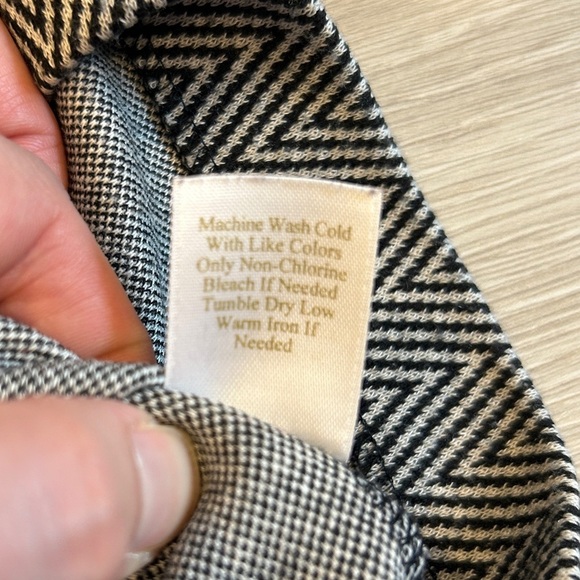 Machine Wash Cold
With Like Colors
Only Non-Chlorine
Bleach If Needed
Tumble Dry Low
Warm Iron If
Needed